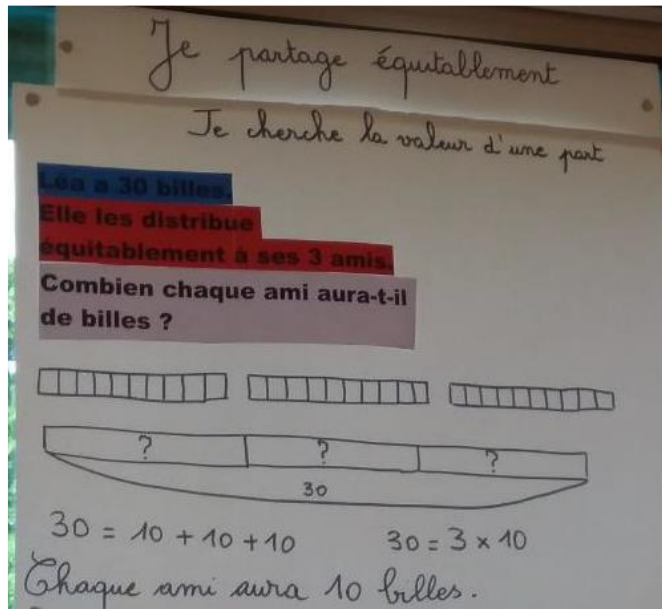 Je partage équitablement
Je cherche la valeur d'une part
Léa a 30 billes.
Elle les distribue
équitablement à ses 3 amis.
Combien chaque ami aura-t-il
de billes ?
? ? ?
30
30 = 10 + 10 + 10 30 = 3 × 10
Chaque ami aura 10 billes.